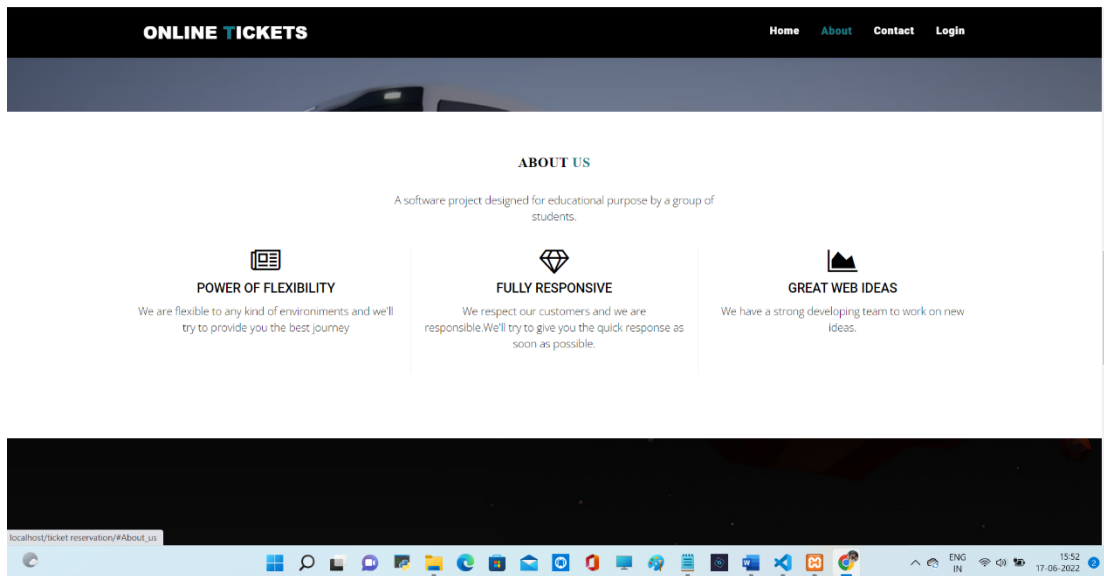 ONLINE TICKETS
Home About Contact Login
ABOUT US
A software project designed for educational purpose by a group of
students.
POWER OF FLEXIBILITY
We are flexible to any kind of environiments and we'll
try to provide you the best journey
FULLY RESPONSIVE
We respect our customers and we are
responsible.We'll try to give you the quick response as
soon as possible.
GREAT WEB IDEAS
We have a strong developing team to work on new
ideas.
localhost/ticket reservation/#About_us
ENG
IN
15:52
17-06-2022
2